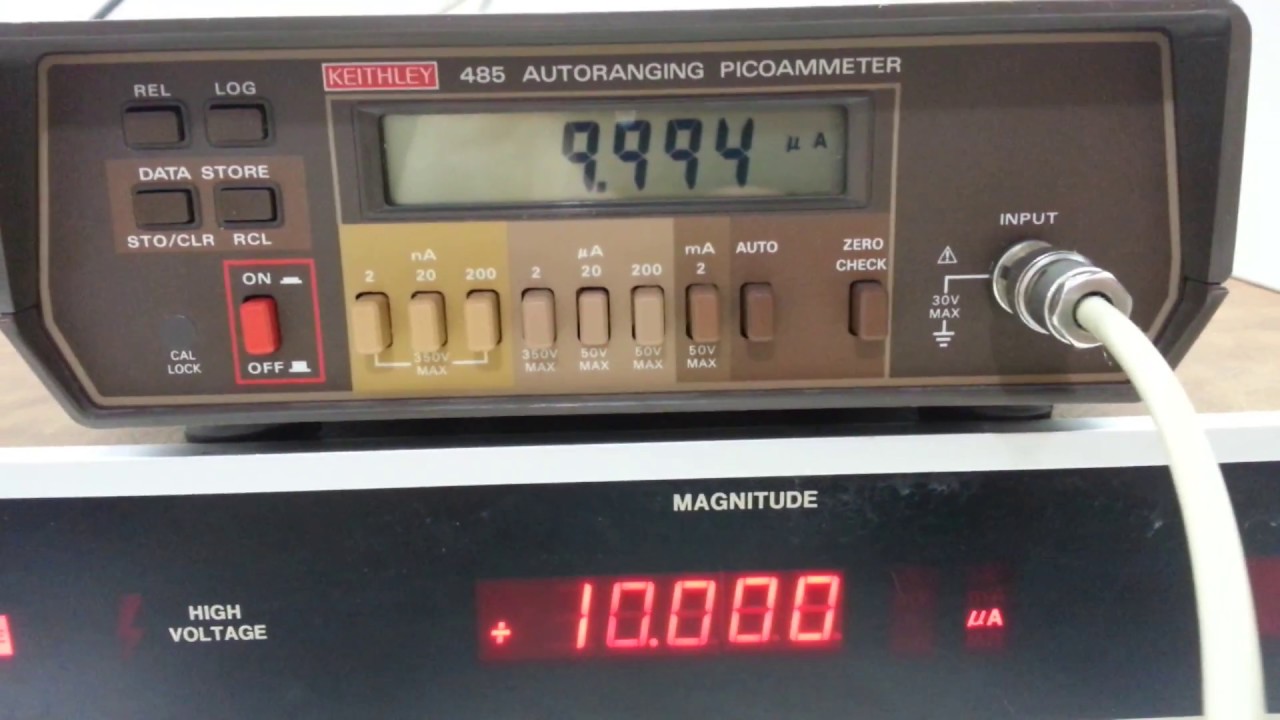 KEITHLEY 485 AUTORANGING PICOAMMETER
REL LOG
DATA STORE
STO/CLR RCL
ON
OFF
CAL
LOCK
9.994 μA
nA
2 20 200
350V
MAX
μA
2 20 200
350V
MAX
50V
MAX
50V
MAX
mA
2
50V
MAX
AUTO
ZERO
CHECK
INPUT
30V
MAX
MAGNITUDE
HIGH
VOLTAGE
+ 10.000 μA